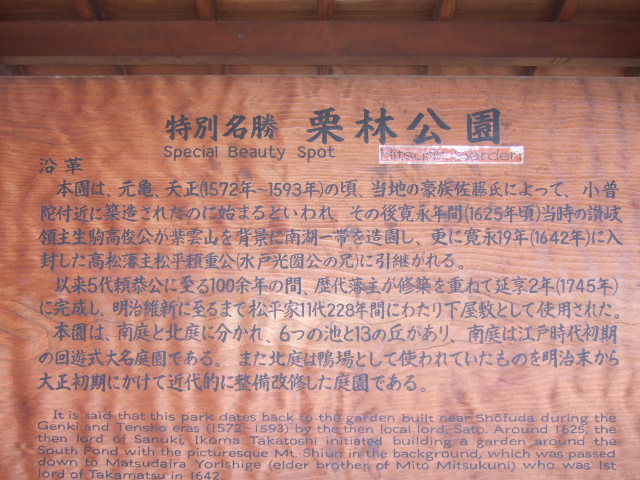 特別名勝 栗林公園
Special Beauty Spot Ritsurin Garden
沿革
本園は、元亀、天正(1572年~1593年)の頃、当地の豪族佐藤氏によって、小普
陀付近に築造されたのに始まるといわれ、その後寛永年間(1625年頃)当時の讃岐
領主生駒高俊公が紫雲山を背景に南湖一帯を造園し、更に寛永19年(1642年)に入
封した高松藩主松平頼重公(水戸光圀公の兄)に引継がれる。
以来5代頼恭公に至る100余年の間、歴代藩主が修築を重ねて延享2年(1745年)
に完成し、明治維新に至るまで松平家11代228年間にわたり下屋敷として使用された。
本園は、南庭と北庭に分かれ、6つの池と13の丘があり、南庭は江戸時代初期
の回遊式大名庭園である。また北庭は鴨場として使われていたものを明治末から
大正初期にかけて近代的に整備改修した庭園である。
It is said that this park dates back to the garden built near Shōfuda during the
Genki and Tensho eras (1572-1593) by the then local lord, Sato. Around 1625, the
then lord of Sanuki, Ikoma Takatoshi initiated building a garden around the
South Pond with the picturesque Mt. Shiun in the background, which was passed
down to Matsudaira Yorishige (elder brother of Mito Mitsukuni) who was 1st
lord of Takamatsu in 1642.